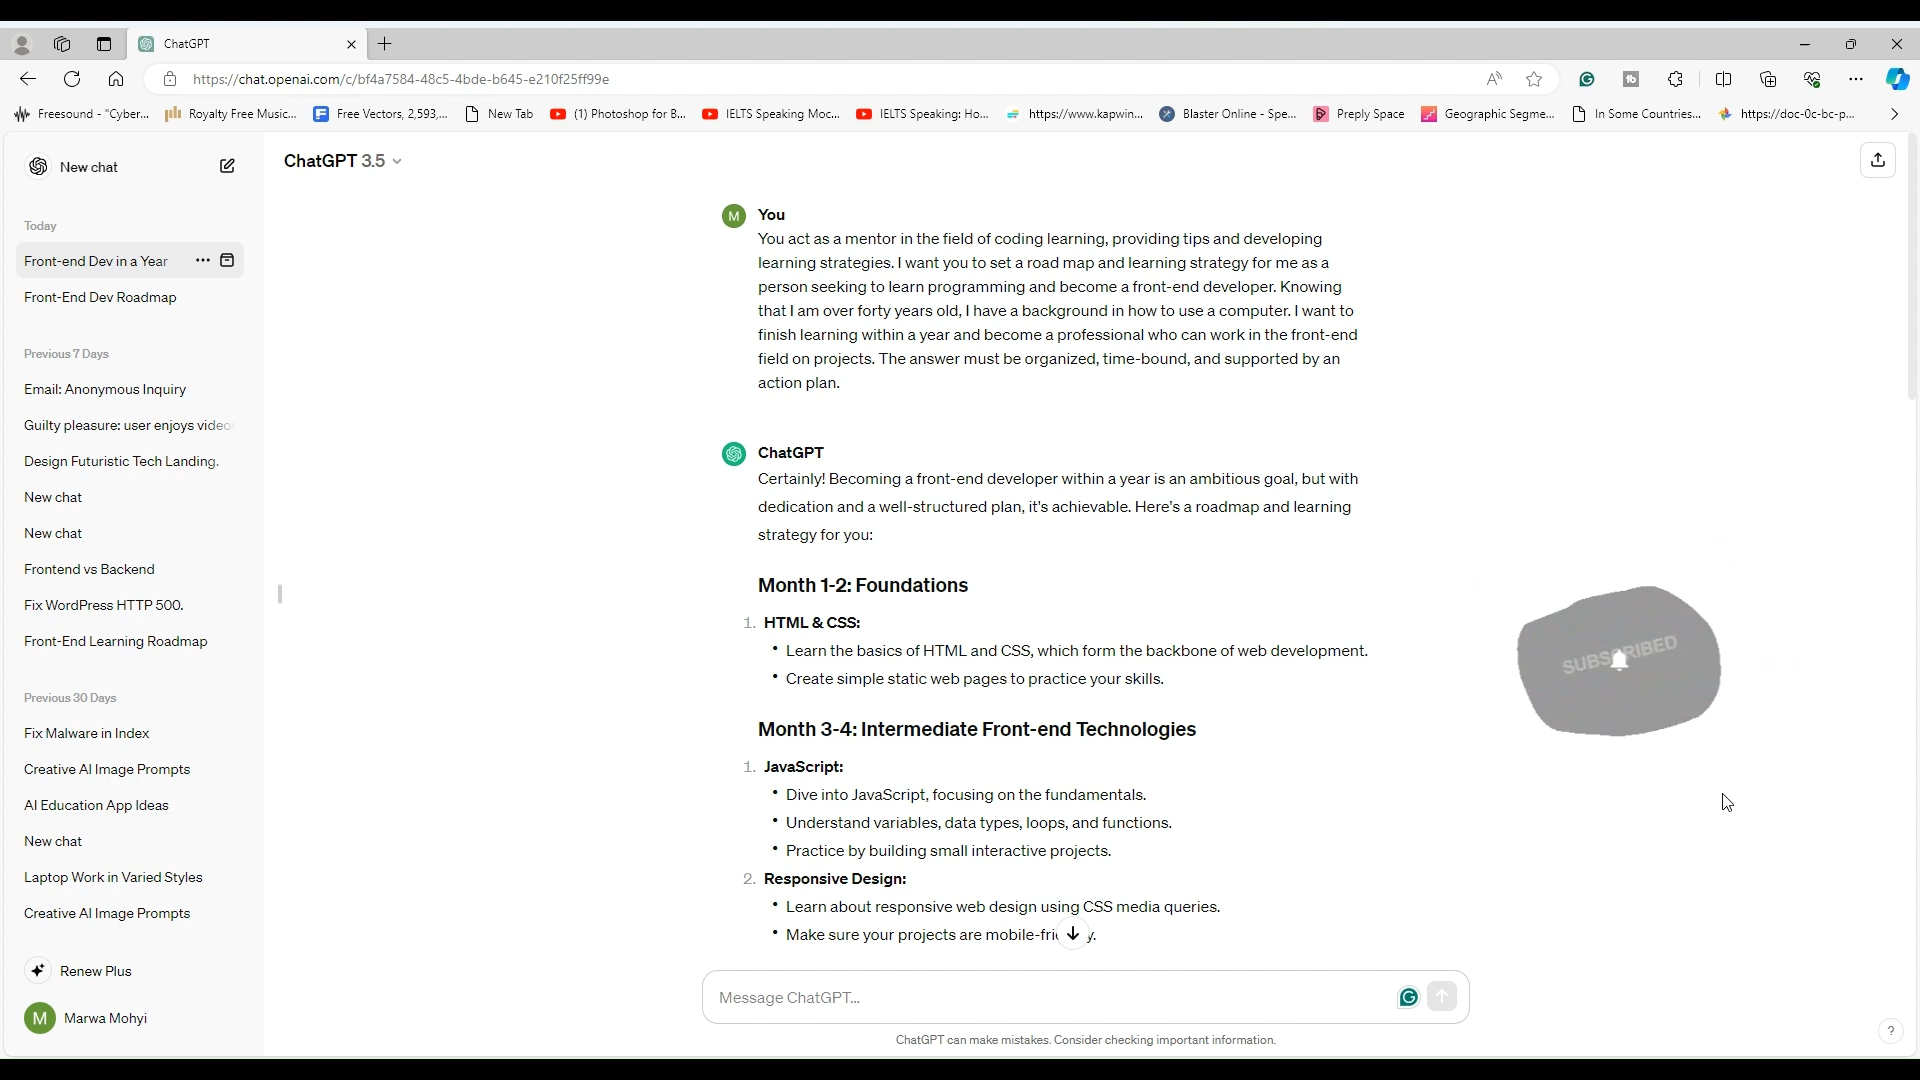 ChatGPT
https://chat.openai.com/c/bf4a7584-48c5-4bde-b645-e210f25ff99e
Freesound - "Cyber... Royalty Free Music... Free Vectors, 2,593,... New Tab (1) Photoshop for B... IELTS Speaking Moc... IELTS Speaking: Ho... https://www.kapwin... Blaster Online - Spe... Preply Space Geographic Segme... In Some Countries... https://doc-0c-bc-p...
New chat
Today
Front-end Dev in a Year
Front-End Dev Roadmap
Previous 7 Days
Email: Anonymous Inquiry
Guilty pleasure: user enjoys video
Design Futuristic Tech Landing.
New chat
New chat
Frontend vs Backend
Fix WordPress HTTP 500.
Front-End Learning Roadmap
Previous 30 Days
Fix Malware in Index
Creative AI Image Prompts
AI Education App Ideas
New chat
Laptop Work in Varied Styles
Creative AI Image Prompts
Renew Plus
M Marwa Mohyi
ChatGPT 3.5
M You
You act as a mentor in the field of coding learning, providing tips and developing
learning strategies. I want you to set a road map and learning strategy for me as a
person seeking to learn programming and become a front-end developer. Knowing
that I am over forty years old, I have a background in how to use a computer. I want to
finish learning within a year and become a professional who can work in the front-end
field on projects. The answer must be organized, time-bound, and supported by an
action plan.
ChatGPT
Certainly! Becoming a front-end developer within a year is an ambitious goal, but with
dedication and a well-structured plan, it's achievable. Here's a roadmap and learning
strategy for you:
Month 1-2: Foundations
1. HTML & CSS:
• Learn the basics of HTML and CSS, which form the backbone of web development.
• Create simple static web pages to practice your skills.
Month 3-4: Intermediate Front-end Technologies
1. JavaScript:
• Dive into JavaScript, focusing on the fundamentals.
• Understand variables, data types, loops, and functions.
• Practice by building small interactive projects.
2. Responsive Design:
• Learn about responsive web design using CSS media queries.
• Make sure your projects are mobile-frie y.
SUBSCRIBED
Message ChatGPT...
ChatGPT can make mistakes. Consider checking important information.
?